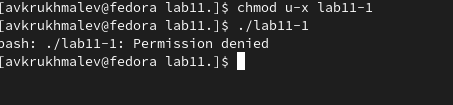 [avkrukhmalev@fedora lab11.]$ chmod u-x lab11-1
[avkrukhmalev@fedora lab11.]$ ./lab11-1
bash: ./lab11-1: Permission denied
[avkrukhmalev@fedora lab11.]$